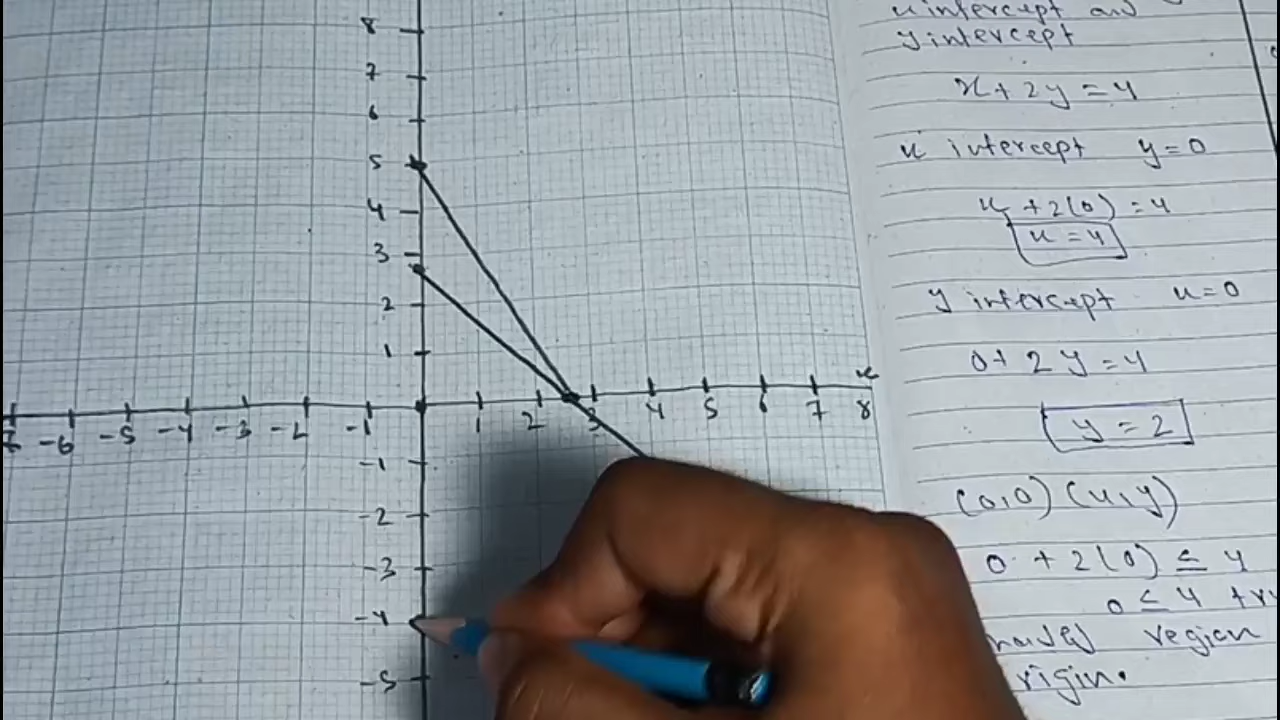 8
7
6
5
4
3
2
1
-6 -5 -4 -3 -2 -1 1 2 3 4 5 6 7 8
x
-1
-2
-3
-4
-5
x intercept and
y intercept
x + 2y = 4
x intercept y = 0
x + 2(0) = 4
x = 4
y intercept x = 0
0 + 2y = 4
y = 2
(0,0) (x,y)
0 + 2(0) ≤ 4
0 ≤ 4
region